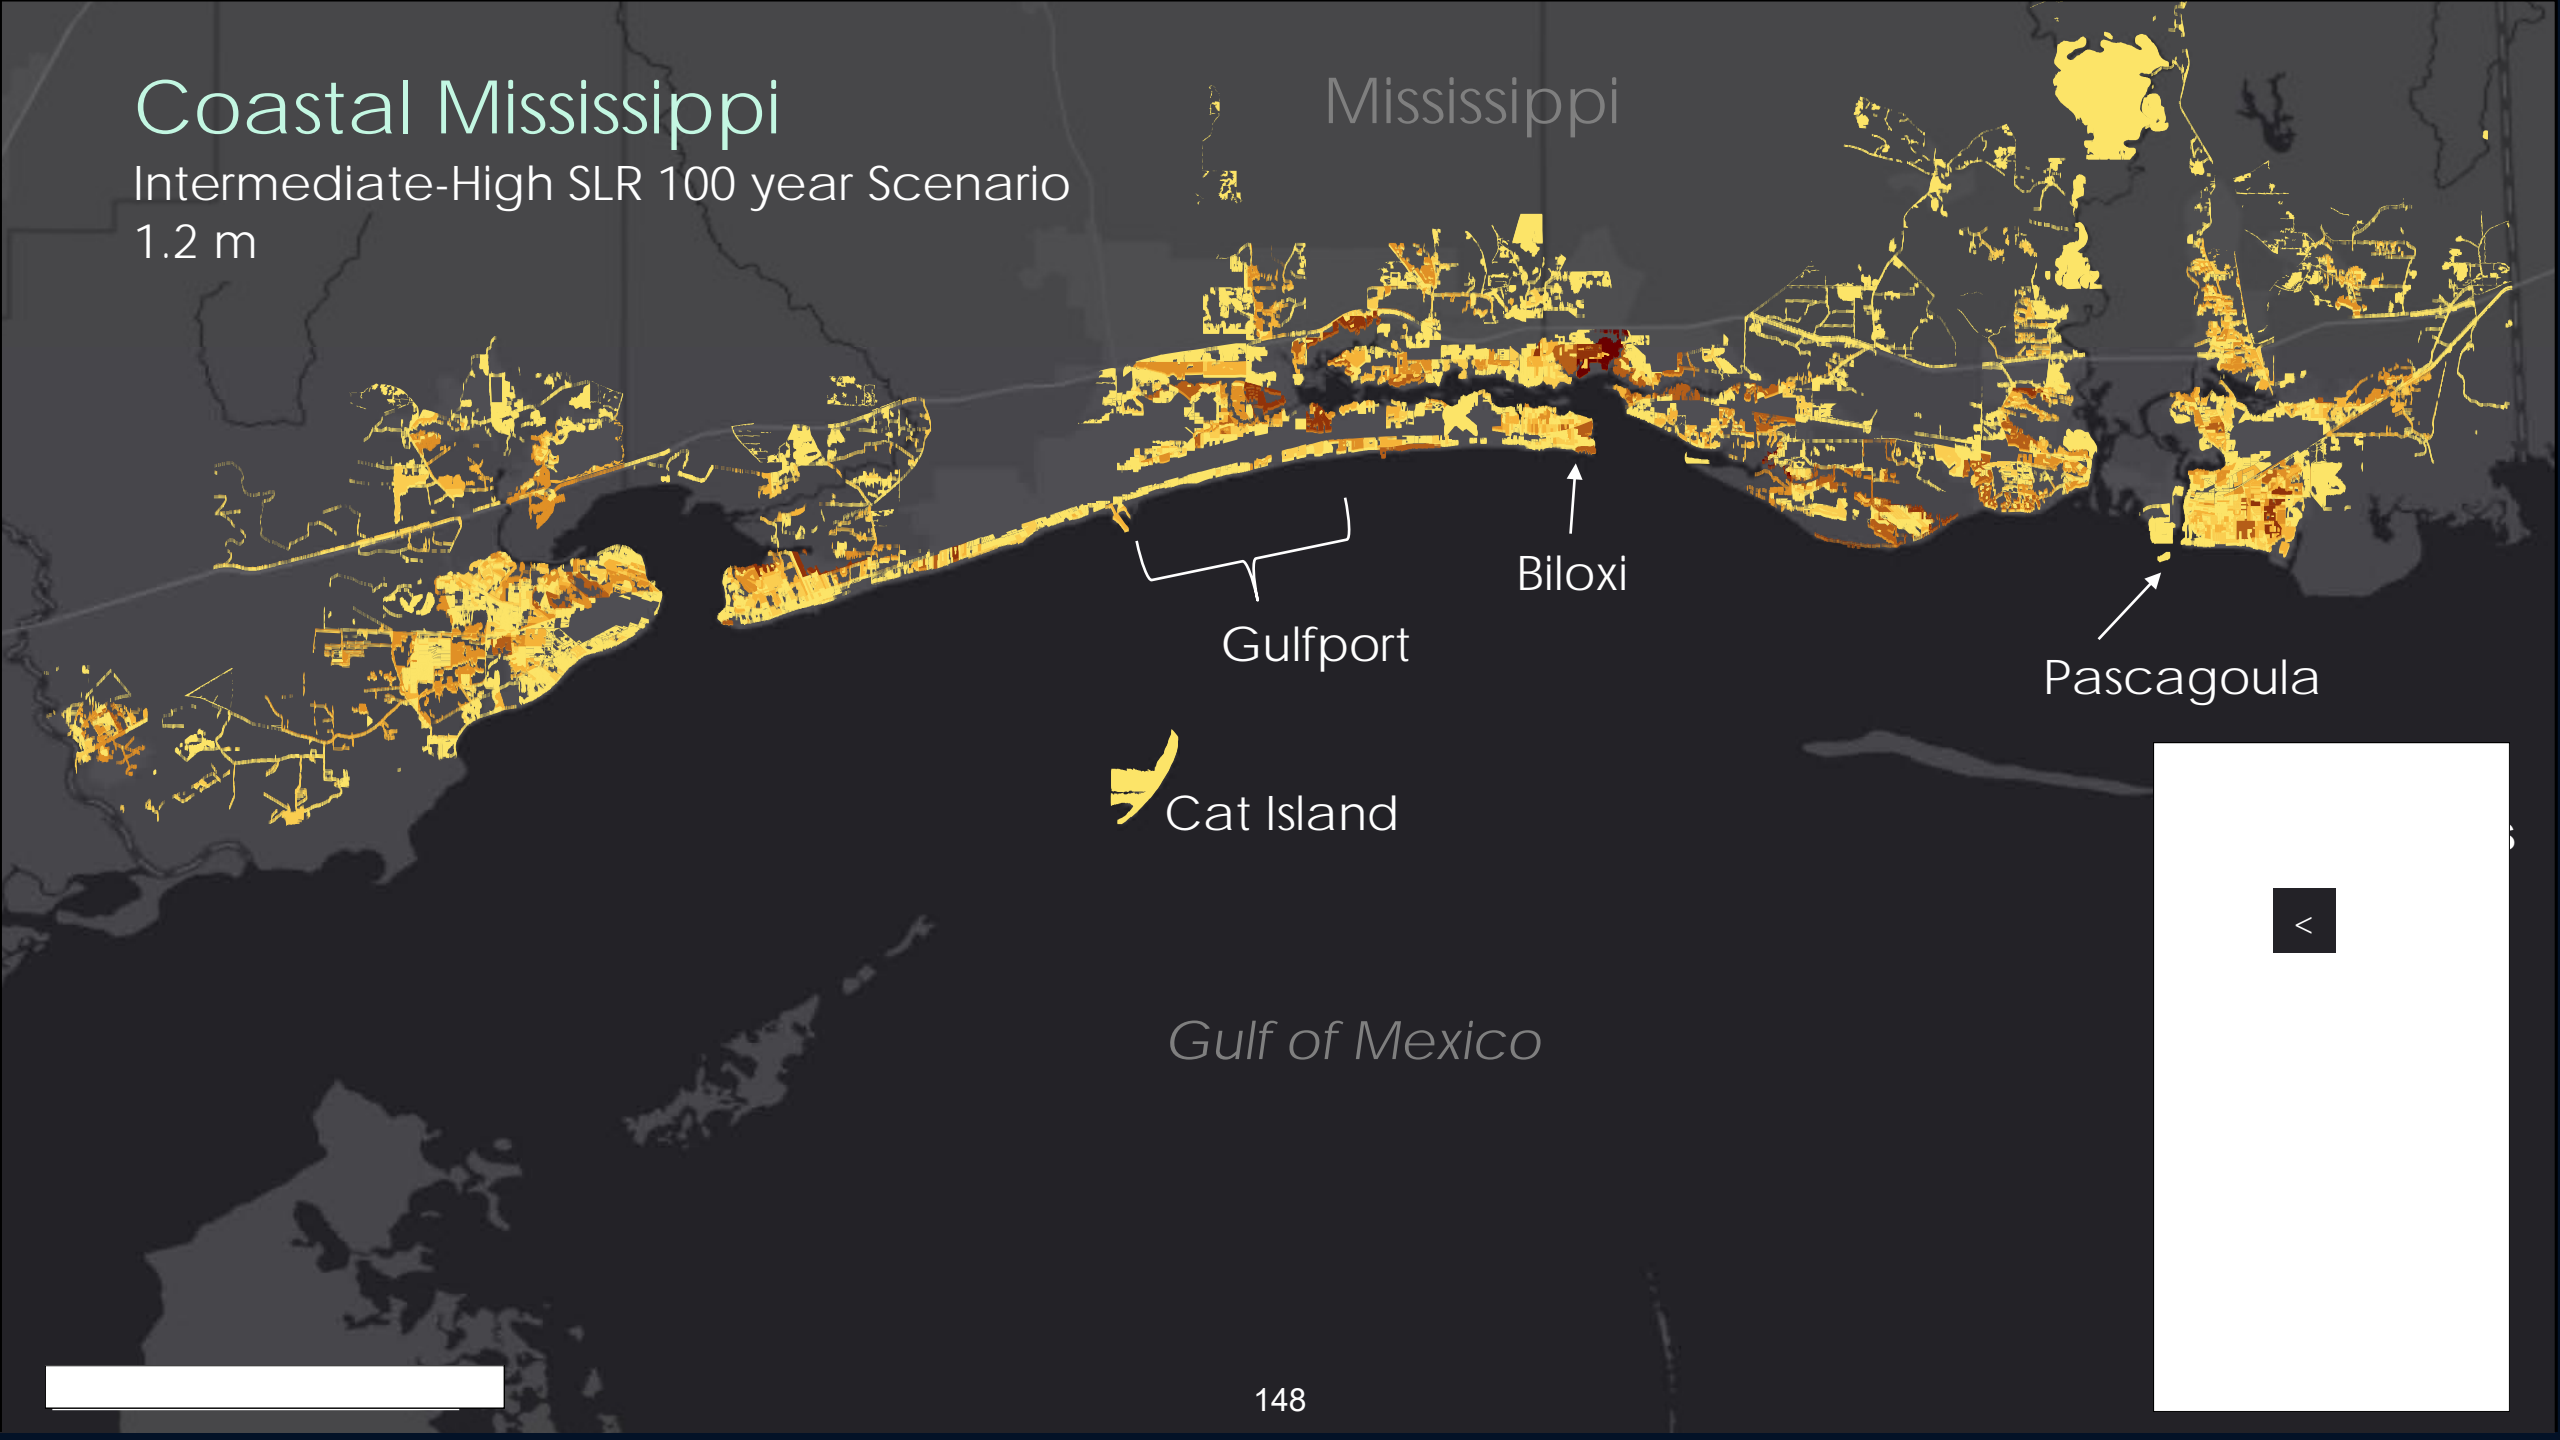 Coastal Mississippi
Intermediate-High SLR 100 year Scenario
1.2 m
Mississippi
Biloxi
Gulfport
Pascagoula
Cat Island
s
<
Gulf of Mexico
148